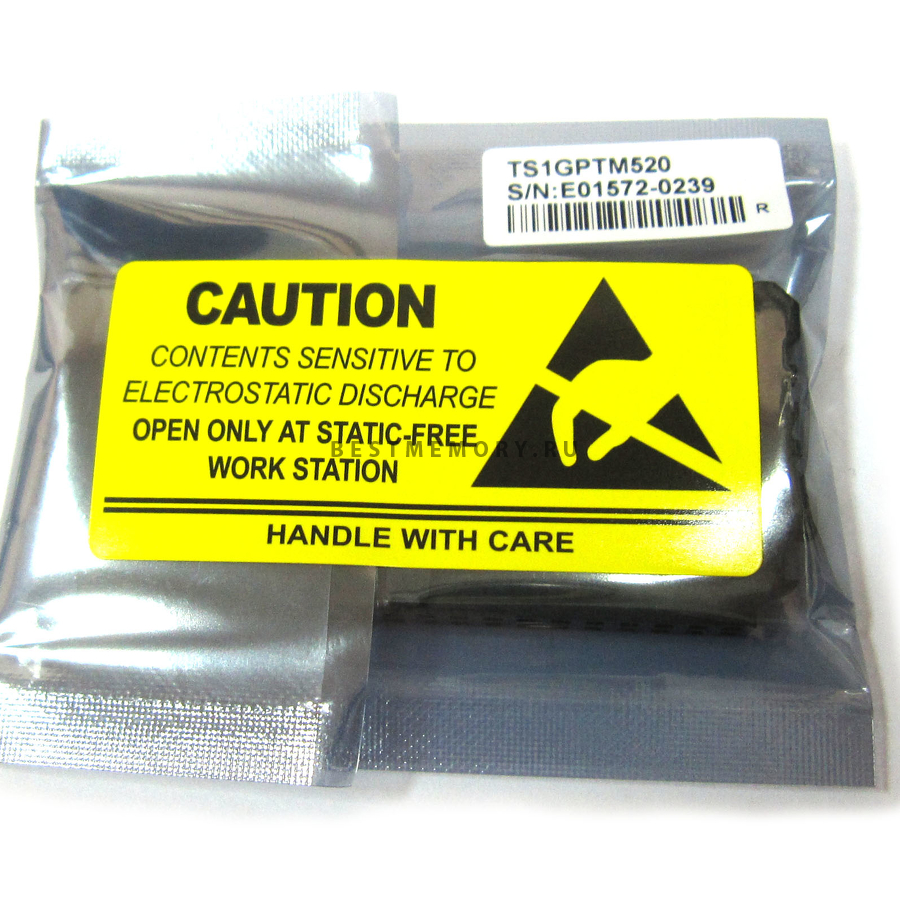 TS1GPTM520
S/N:E01572-0239
R
CAUTION
CONTENTS SENSITIVE TO
ELECTROSTATIC DISCHARGE
OPEN ONLY AT STATIC-FREE
BESTMEMORY.RU
WORK STATION
HANDLE WITH CARE